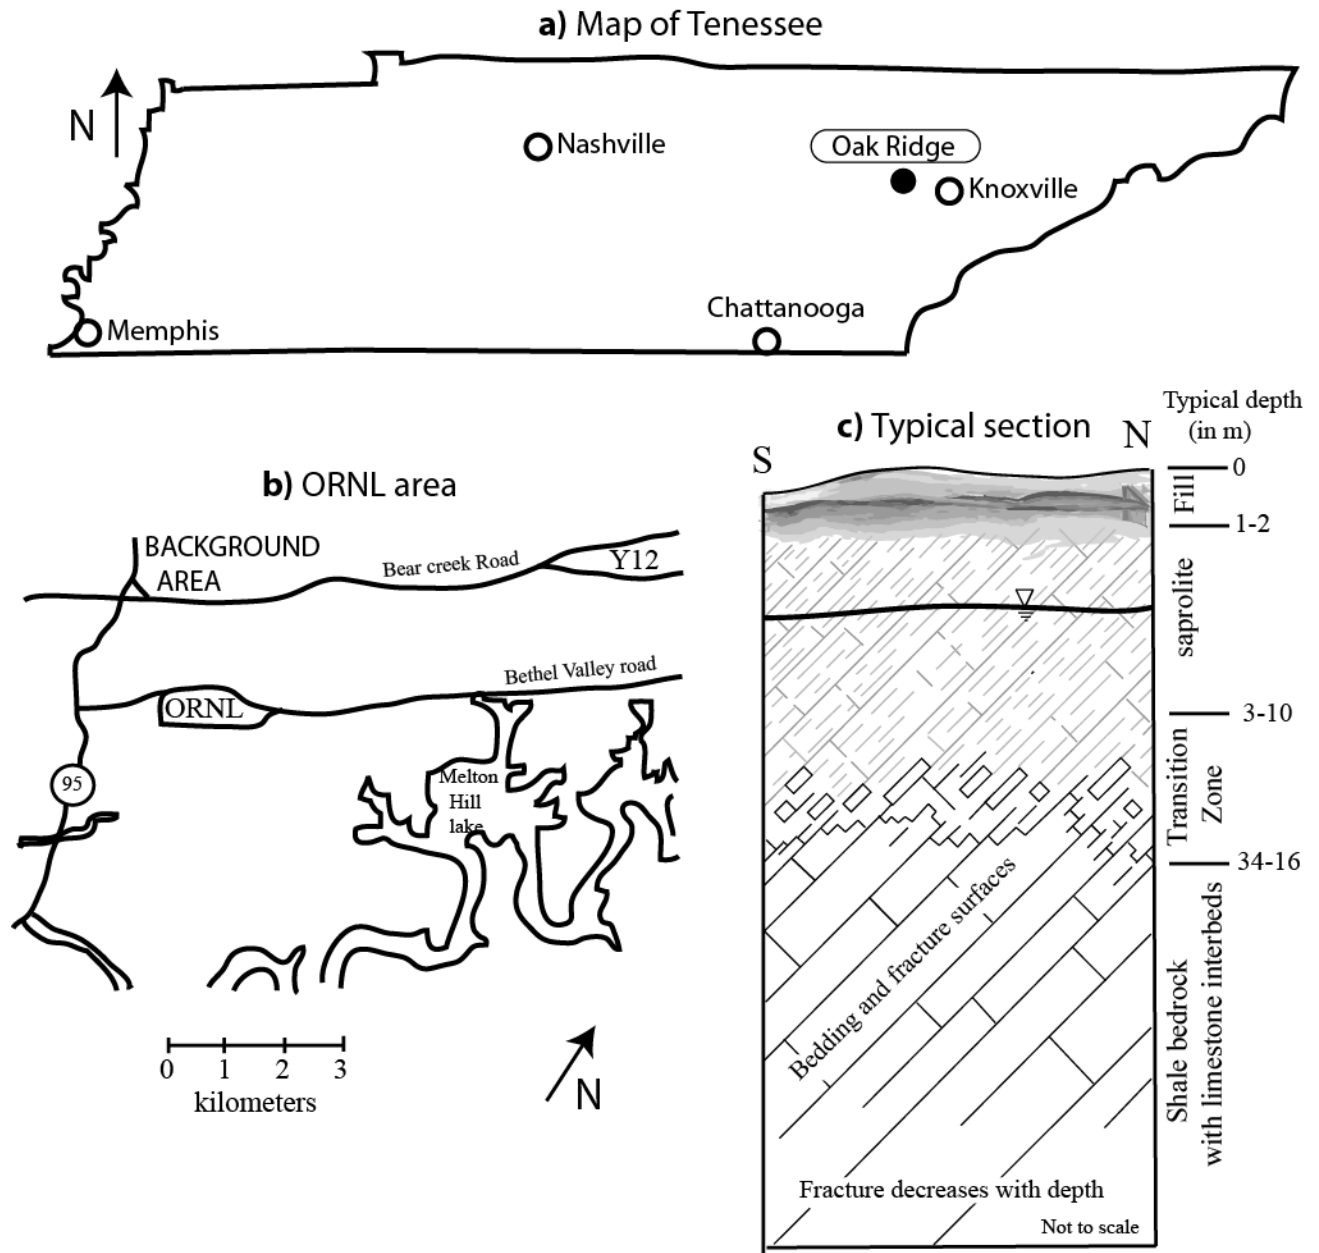 a) Map of Tenessee
N
Nashville
Oak Ridge
Knoxville
Chattanooga
Memphis
b) ORNL area
BACKGROUND
AREA
Bear creek Road
Y12
Bethel Valley road
ORNL
95
Melton
Hill
lake
0 1 2 3
kilometers
N
c) Typical section
S
N
Typical depth
(in m)
0
Fill
1-2
saprolite
3-10
Transition
Zone
34-16
Shale bedrock
with limestone interbeds
Bedding and fracture surfaces
Fracture decreases with depth
Not to scale